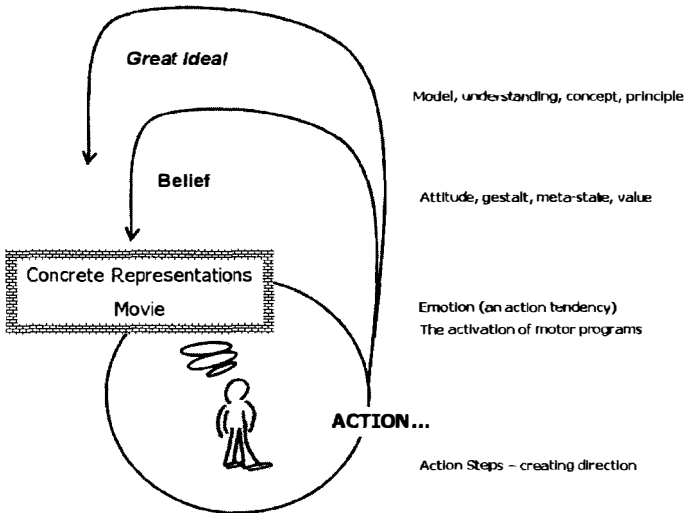 Great Idea!
Model, understanding, concept, principle
Belief
Attitude, gestalt, meta-state, value
Concrete Representations
Movie
Emotion (an action tendency)
The activation of motor programs
ACTION...
Action Steps – creating direction